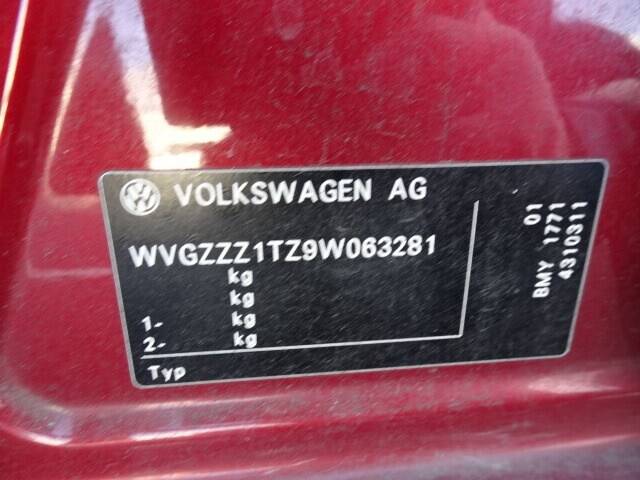 VOLKSWAGEN AG
WVGZZZ1TZ9W063281
kg
kg
1- kg
2- kg
Typ
01
BMY 1771
4310311